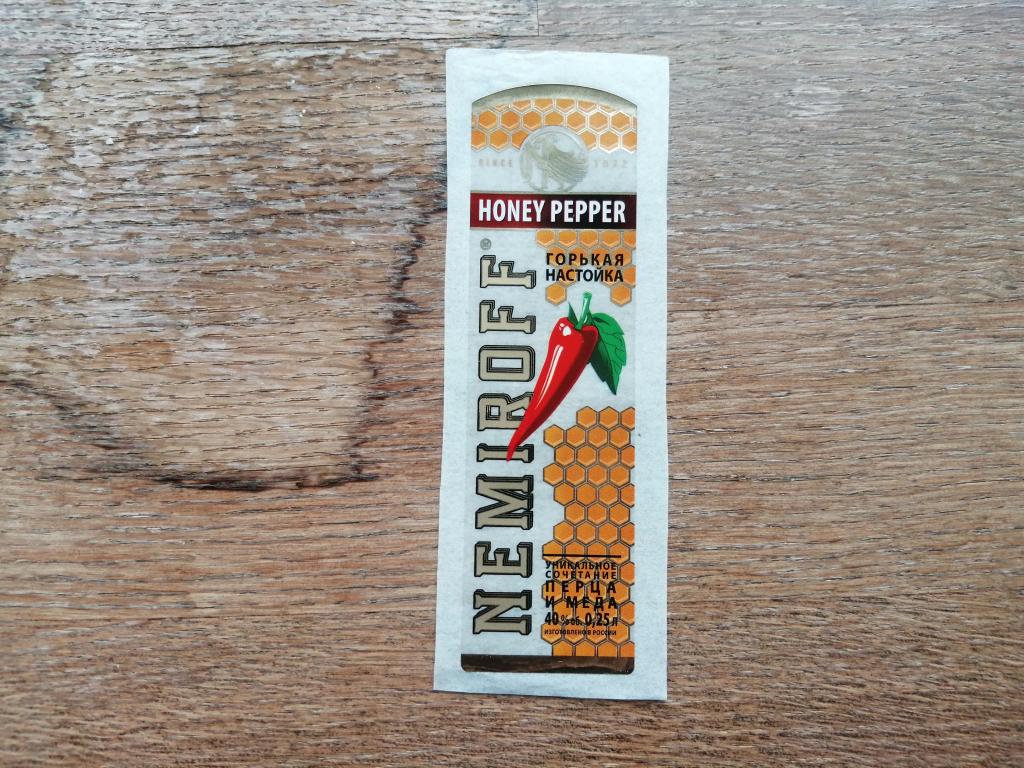 SINCE 1872
HONEY PEPPER
NEMIROFF®
ГОРЬКАЯ
НАСТОЙКА
УНИКАЛЬНОЕ
СОЧЕТАНИЕ
ПЕРЦА
И МЕДА
40% об. 0,25 л
ИЗГОТОВЛЕНО В РОССИИ